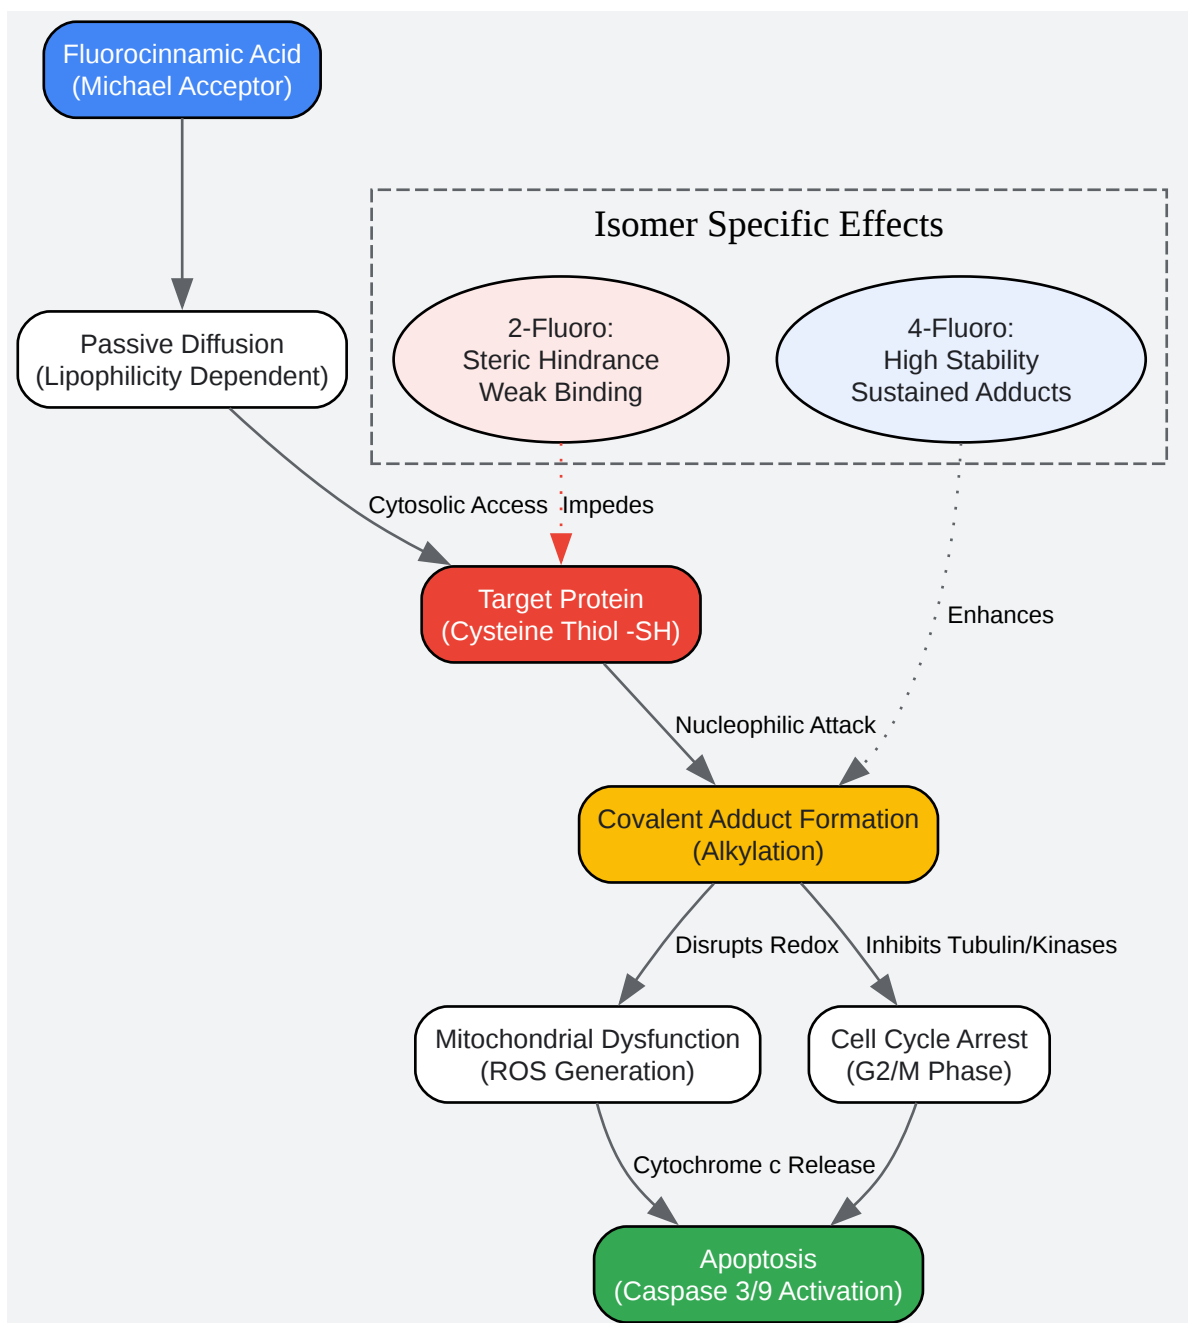 Fluorocinnamic Acid
(Michael Acceptor)
Isomer Specific Effects
2-Fluoro:
Steric Hindrance
Weak Binding
4-Fluoro:
High Stability
Sustained Adducts
Passive Diffusion
(Lipophilicity Dependent)
Cytosolic Access
Impedes
Target Protein
(Cysteine Thiol -SH)
Enhances
Nucleophilic Attack
Covalent Adduct Formation
(Alkylation)
Disrupts Redox
Inhibits Tubulin/Kinases
Mitochondrial Dysfunction
(ROS Generation)
Cell Cycle Arrest
(G2/M Phase)
Cytochrome c Release
Apoptosis
(Caspase 3/9 Activation)